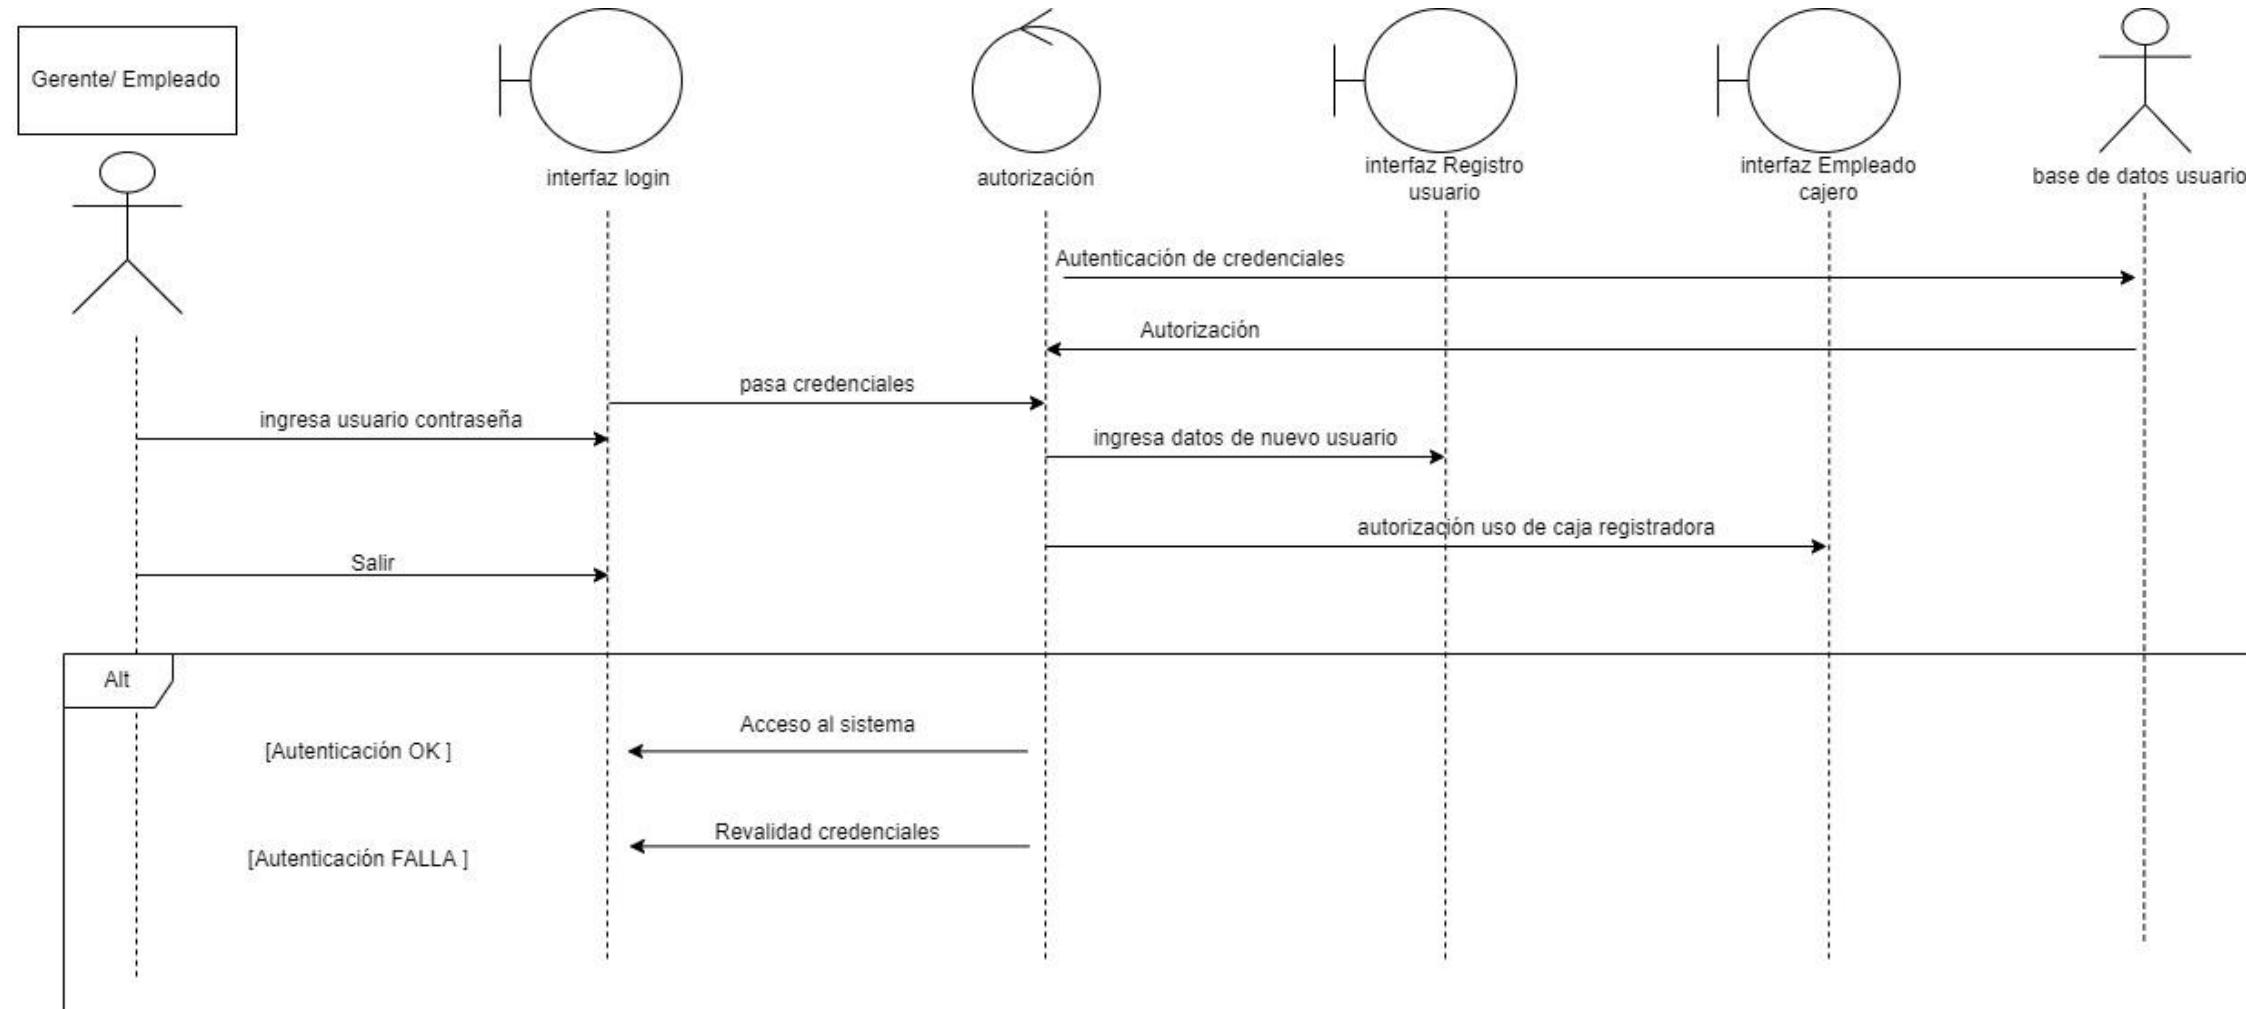 Gerente/ Empleado
interfaz login
autorización
interfaz Registro
usuario
interfaz Empleado
cajero
base de datos usuario
Autenticación de credenciales
Autorización
pasa credenciales
ingresa usuario contraseña
ingresa datos de nuevo usuario
autorización uso de caja registradora
Salir
Alt
Acceso al sistema
[Autenticación OK ]
Revalidad credenciales
[Autenticación FALLA ]